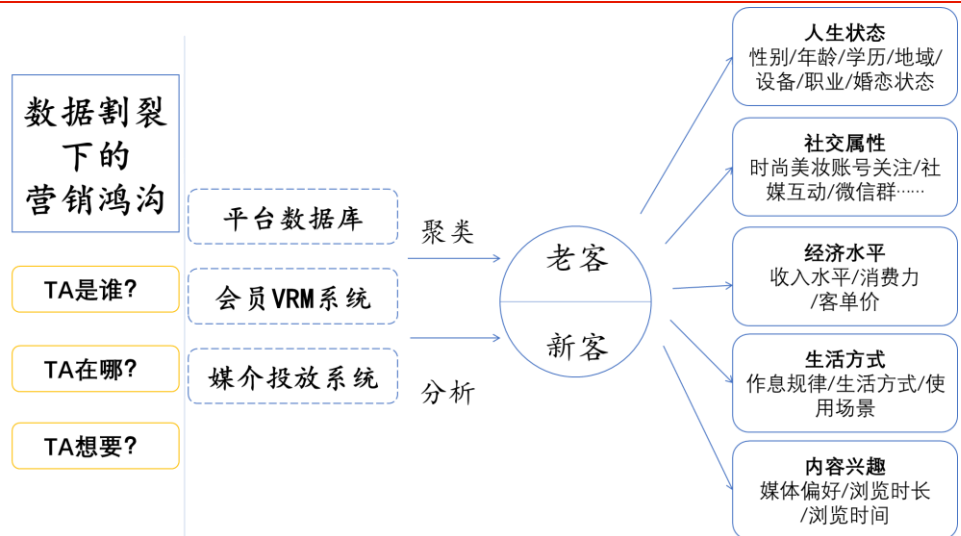 数据割裂
下的
营销鸿沟
TA是谁?
TA在哪?
TA想要?
平台数据库
会员VRM系统
媒介投放系统
聚类
分析
老客
新客
人生状态
性别/年龄/学历/地域/
设备/职业/婚恋状态
社交属性
时尚美妆账号关注/社
媒互动/微信群……
经济水平
收入水平/消费力
/客单价
生活方式
作息规律/生活方式/使
用场景
内容兴趣
媒体偏好/浏览时长
/浏览时间